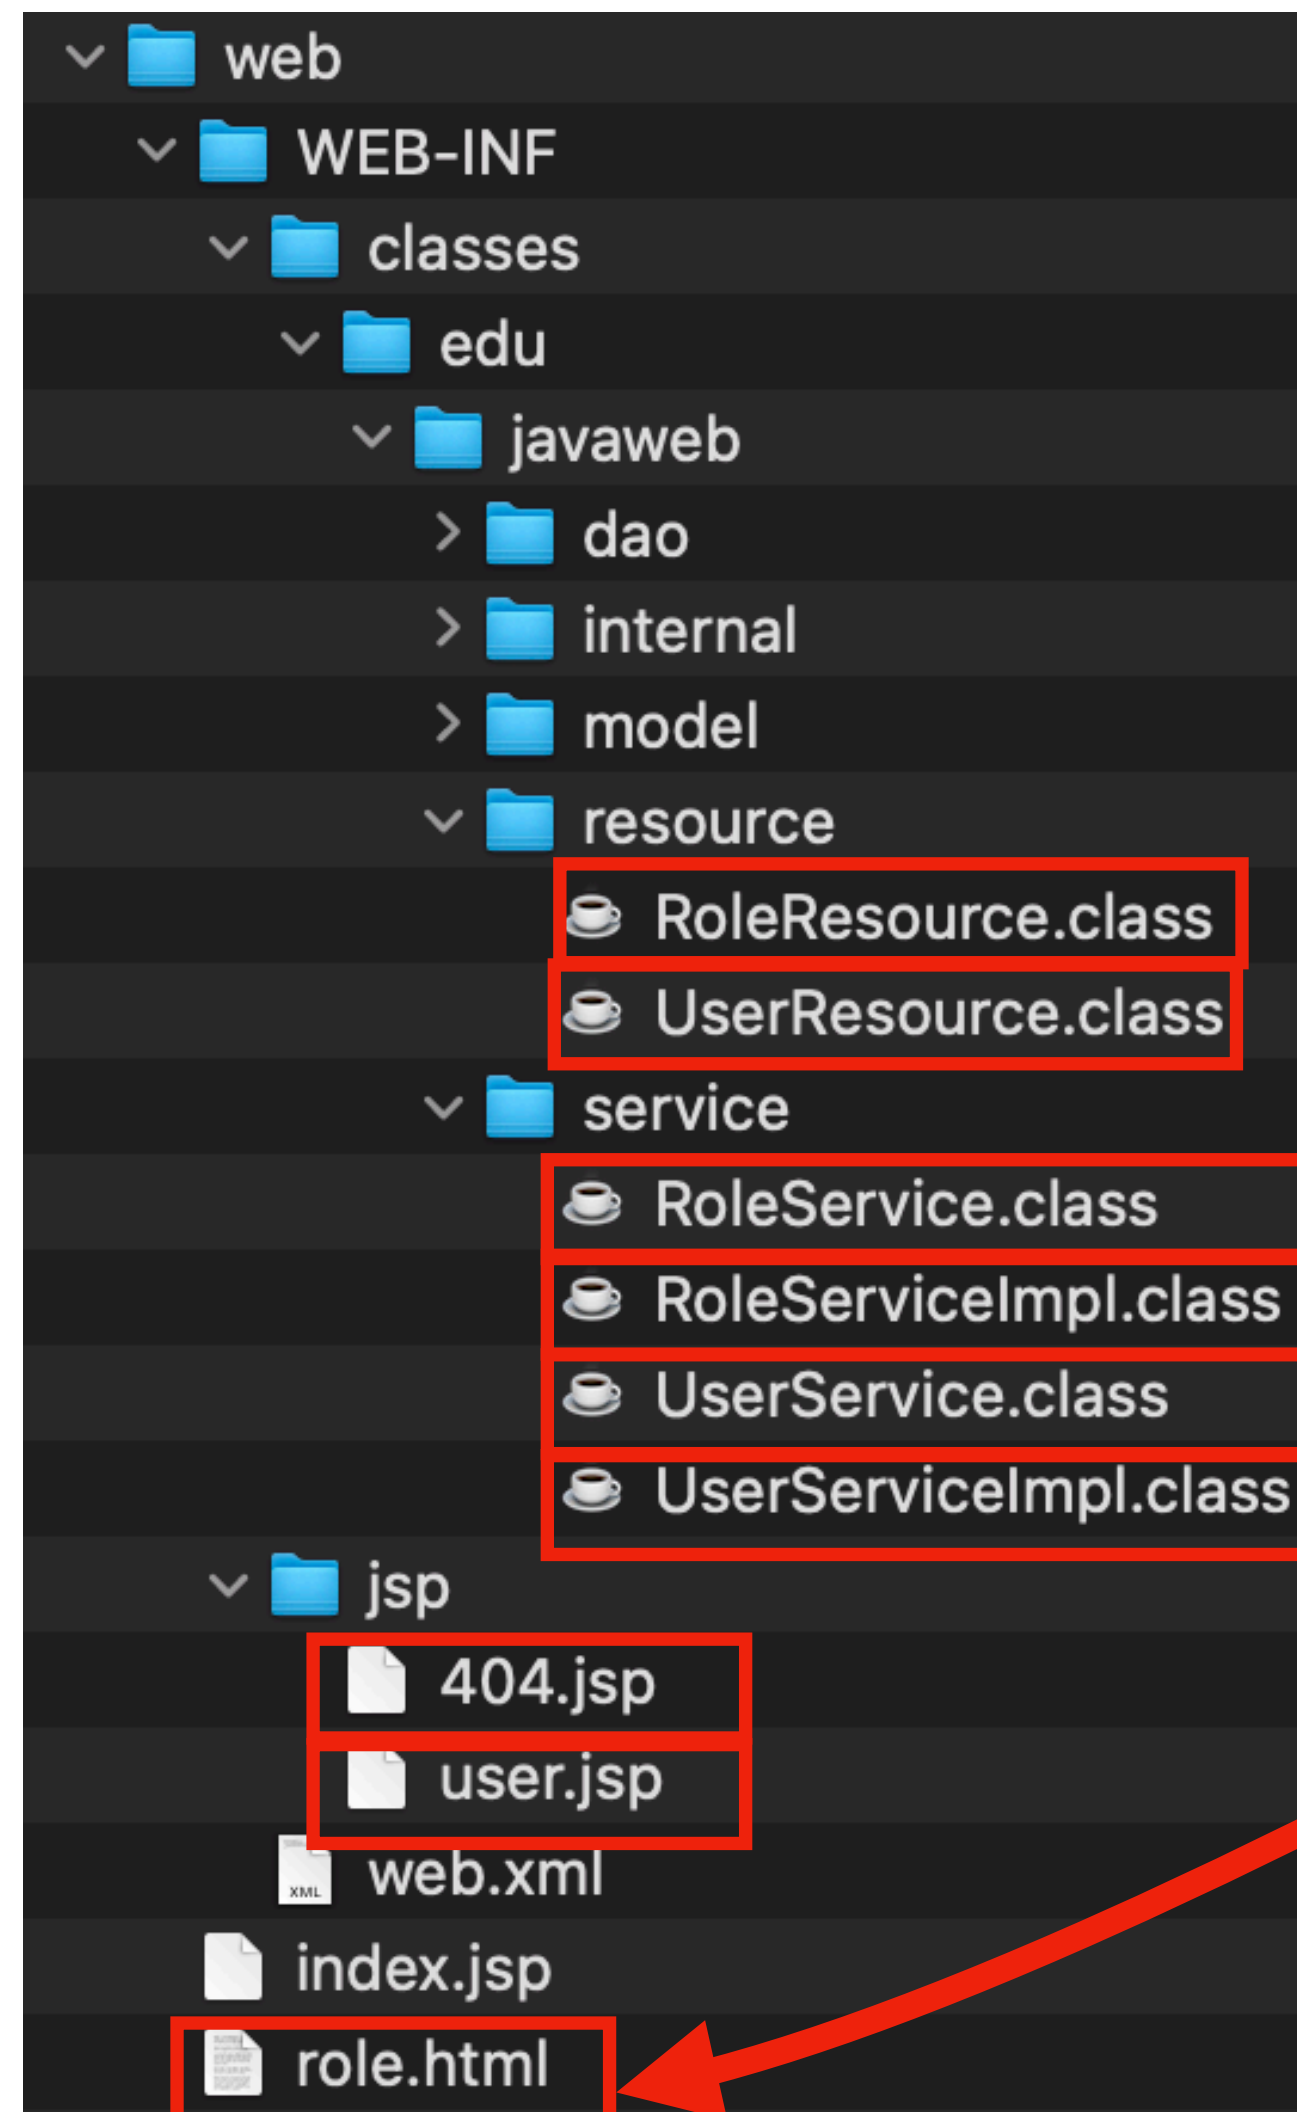 web
WEB-INF
classes
edu
javaweb
dao
internal
model
resource
RoleResource.class
UserResource.class
service
RoleService.class
RoleServiceImpl.class
UserService.class
UserServiceImpl.class
jsp
404.jsp
user.jsp
XML
web.xml
index.jsp
role.html